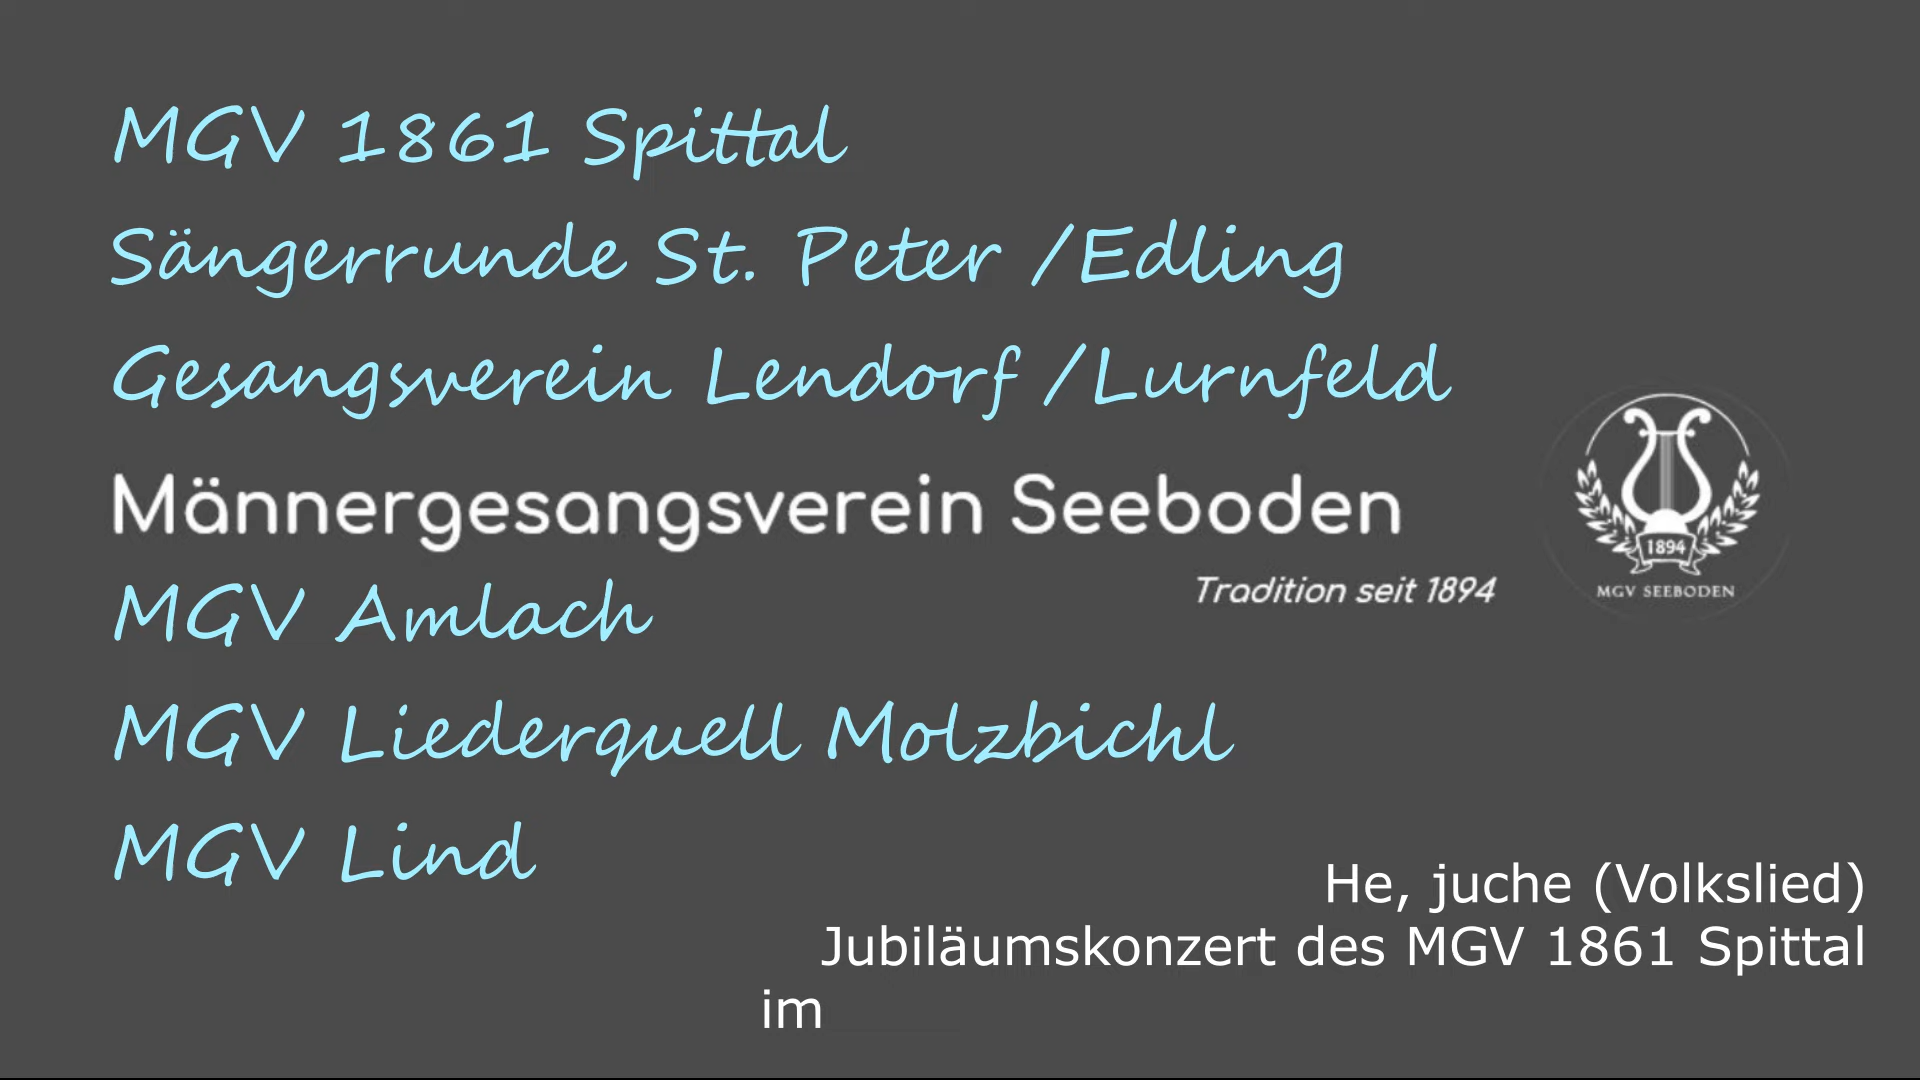 MGV 1861 Spittal
Sängerrunde St. Peter /Edling
Gesangsverein Lendorf /Lurnfeld
Männergesangsverein Seeboden
Tradition seit 1894
1894
MGV SEEBODEN
MGV Amlach
MGV Liederquell Molzbichl
MGV Lind
He, juche (Volkslied)
Jubiläumskonzert des MGV 1861 Spittal
im